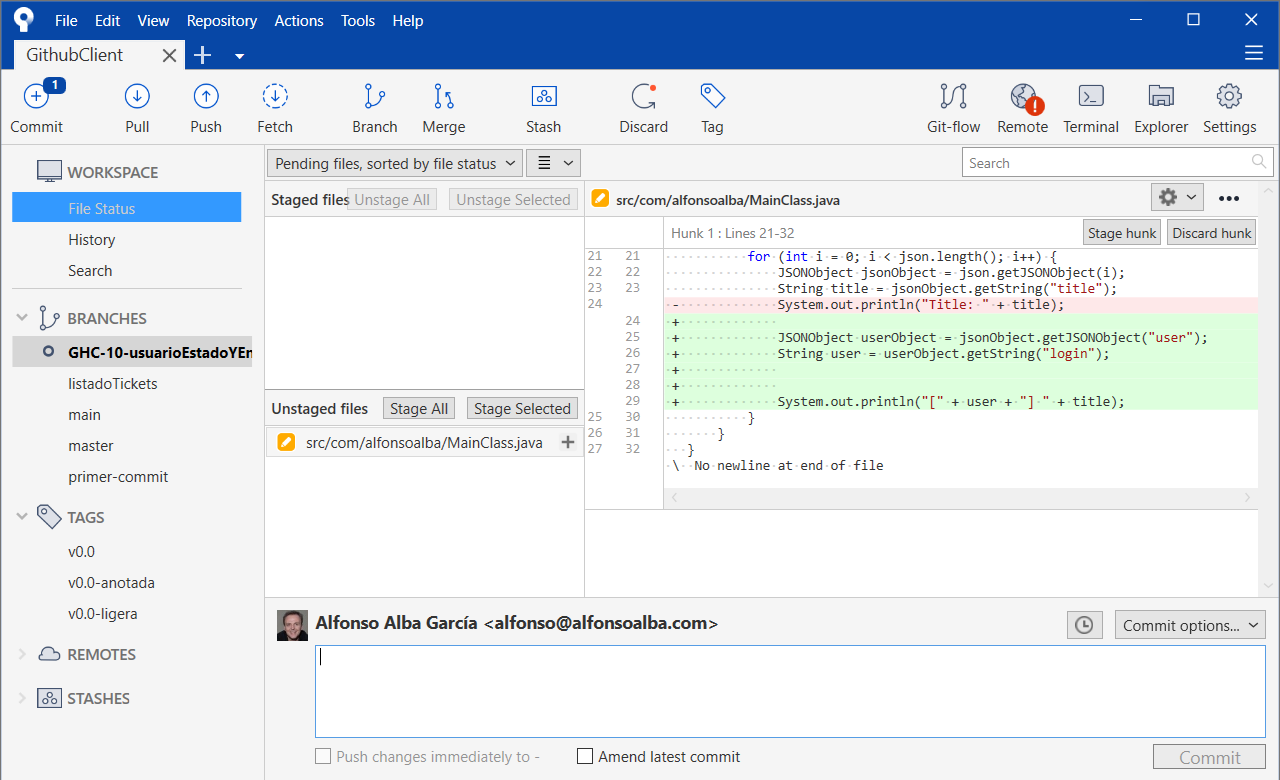 File Edit View Repository Actions Tools Help
GithubClient
1
Commit Pull Push Fetch Branch Merge Stash Discard Tag Git-flow Remote Terminal Explorer Settings
WORKSPACE
File Status
History
Search
BRANCHES
GHC-10-usuarioEstadoYEn
listadoTickets
main
master
primer-commit
TAGS
v0.0
v0.0-anotada
v0.0-ligera
REMOTES
STASHES
Pending files, sorted by file status
Search
Staged files Unstage All Unstage Selected
Unstaged files Stage All Stage Selected
src/com/alfonsoalba/MainClass.java
src/com/alfonsoalba/MainClass.java
Hunk 1 : Lines 21-32 Stage hunk Discard hunk
21 21 for (int i = 0; i < json.length(); i++) {
22 22 JSONObject jsonObject = json.getJSONObject(i);
23 23 String title = jsonObject.getString("title");
24 - System.out.println("Title: " + title);
24 +
25 + JSONObject userObject = jsonObject.getJSONObject("user");
26 + String user = userObject.getString("login");
27 +
28 +
29 + System.out.println("[" + user + "] " + title);
25 30 }
26 31 }
27 32 }
\ No newline at end of file
Alfonso Alba García <alfonso@alfonsoalba.com>
Commit options...
Push changes immediately to - Amend latest commit
Commit